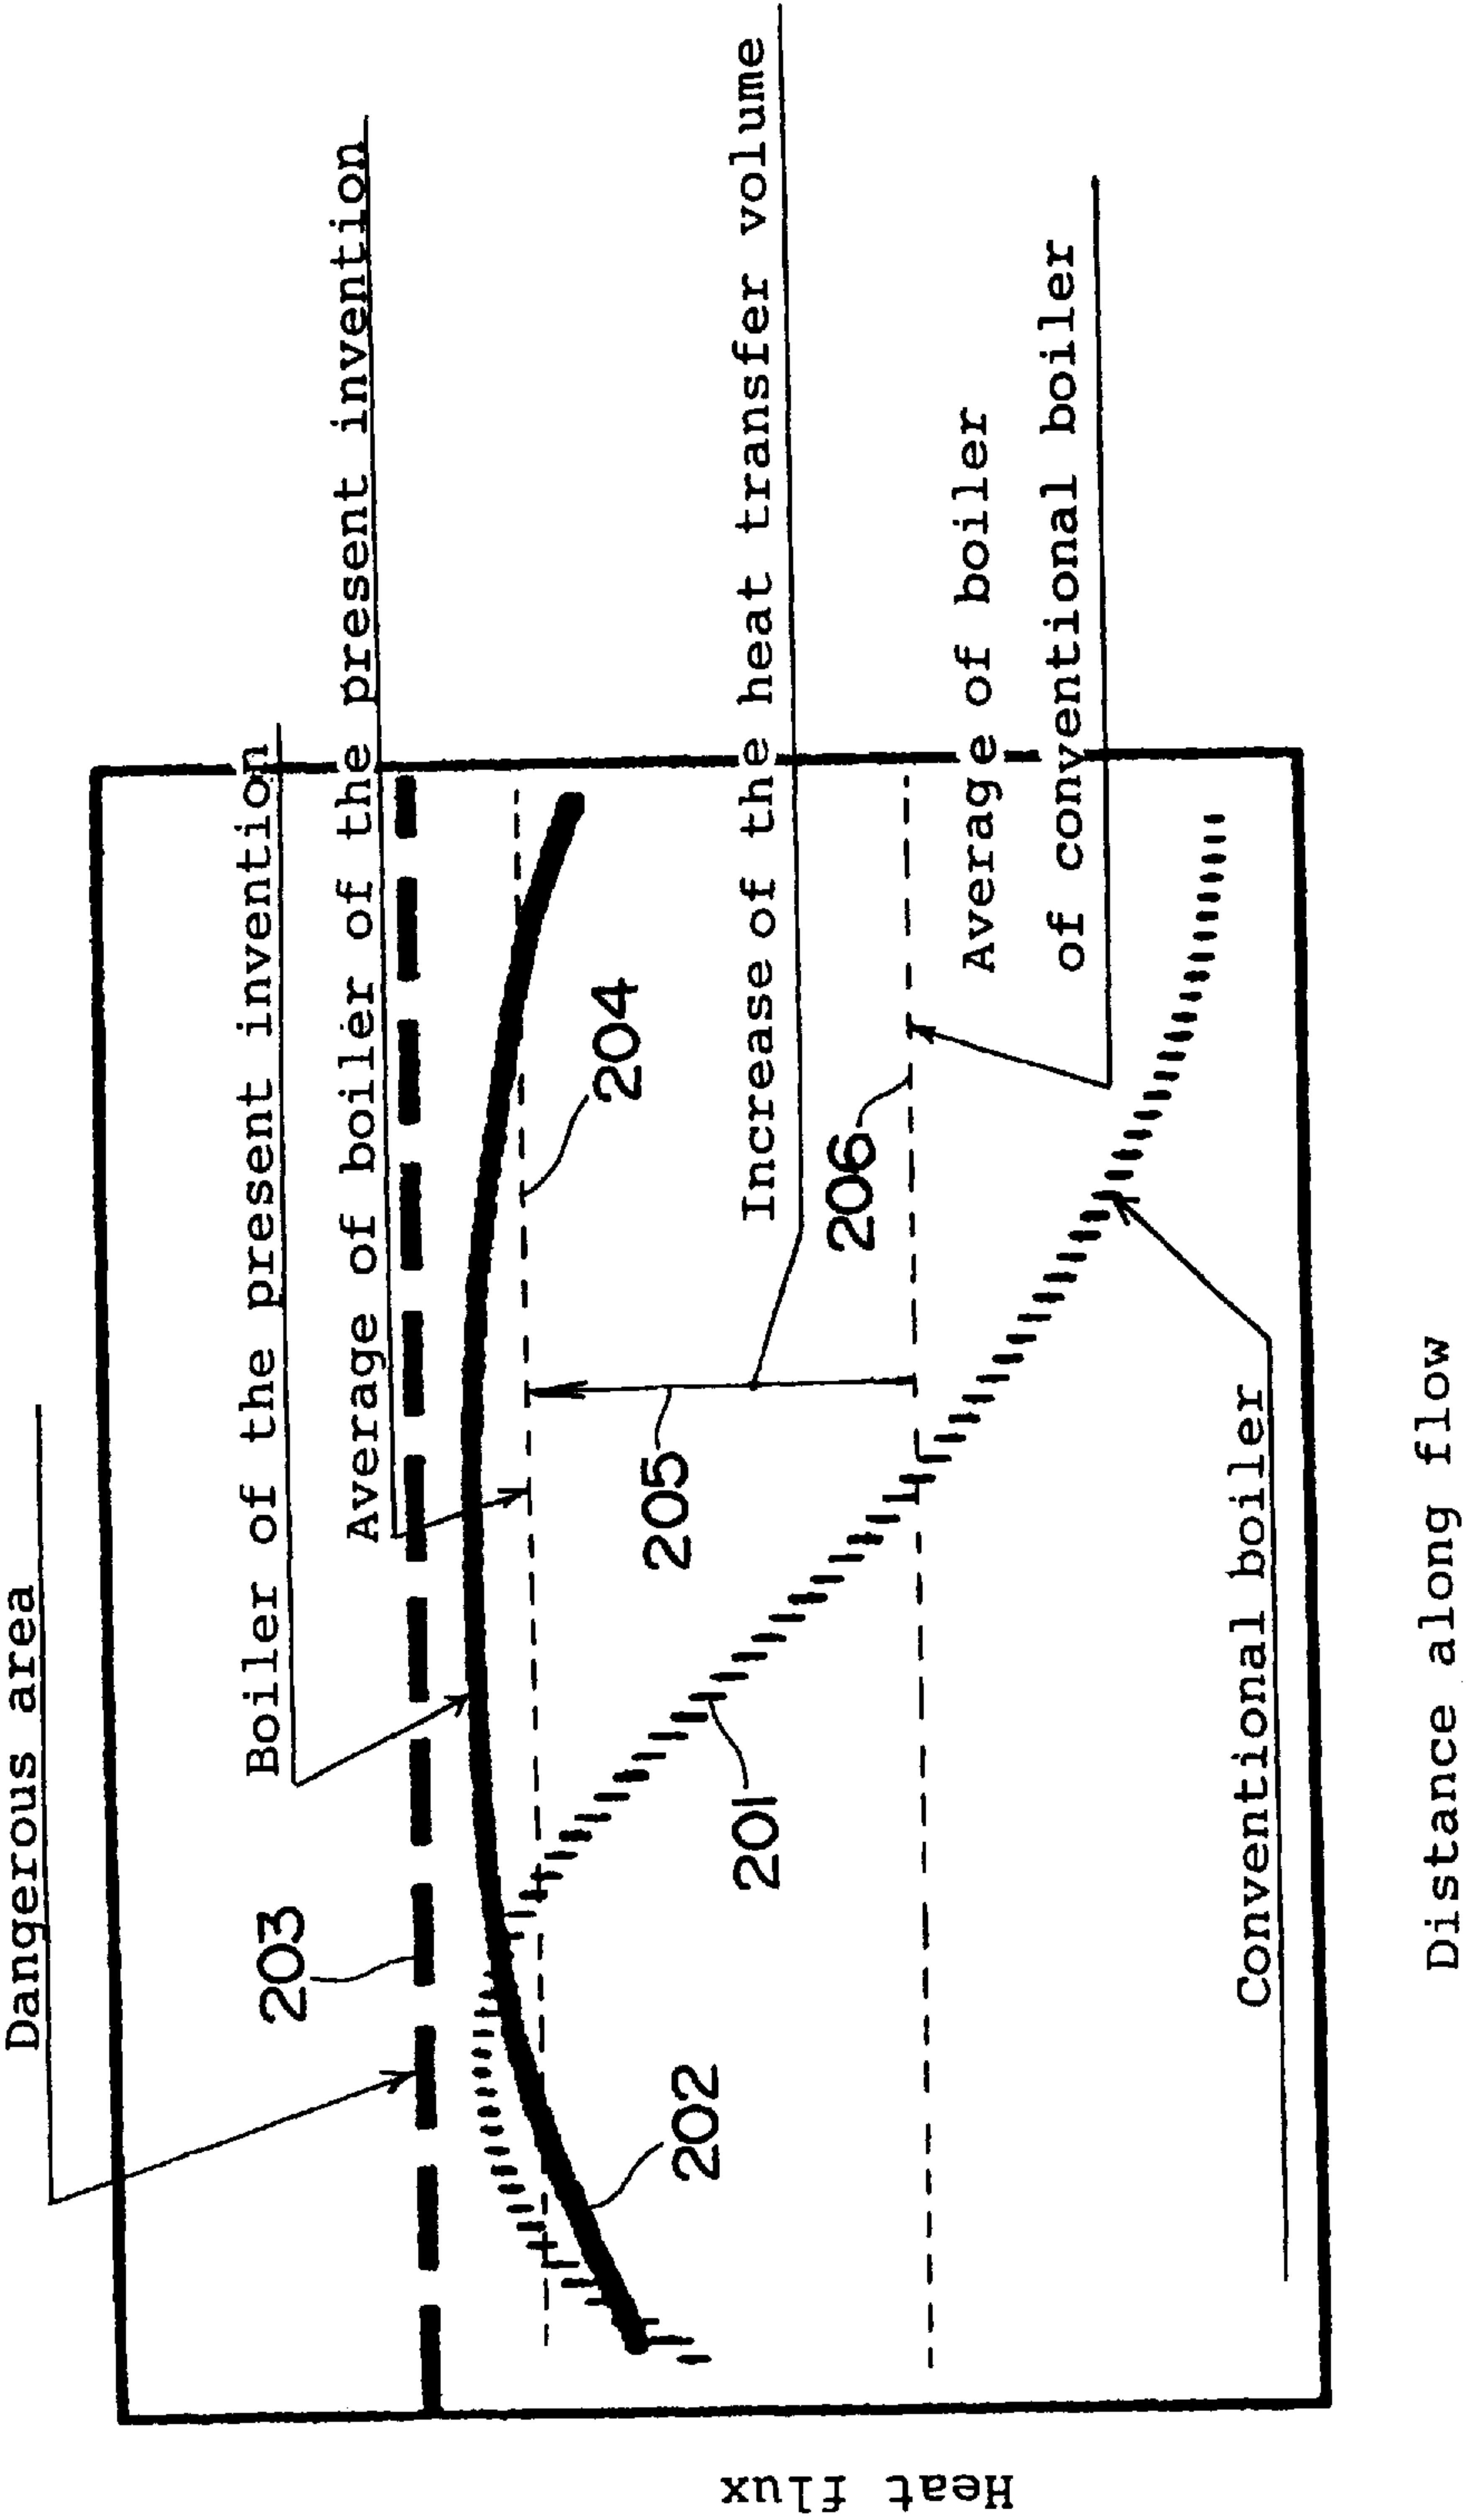 Dangerous area
Boiler of the present invention
Average of boiler of the present invention
203
204
Increase of the heat transfer volume
205
206
Average of boiler
of conventional boiler
202
201
Conventional boiler
Heat flux
Distance along flow